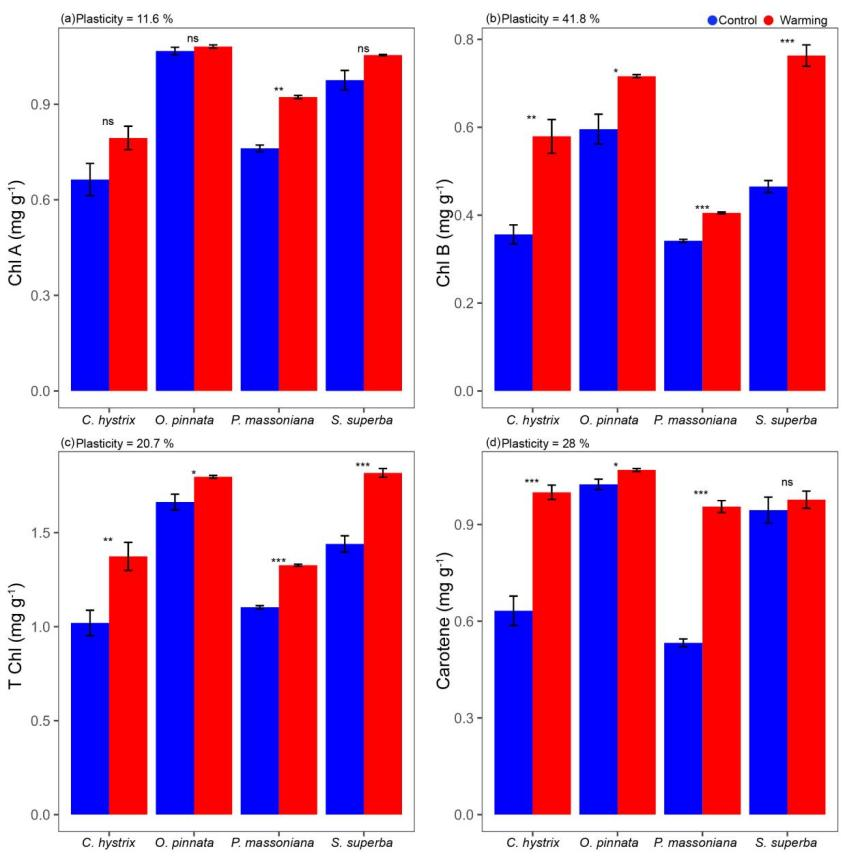 (a)Plasticity = 11.6 %
Chl A (mg g⁻¹)
0.9
0.6
0.3
0.0
ns
ns
**
ns
C. hystrix O. pinnata P. massoniana S. superba
(b)Plasticity = 41.8 %
Control Warming
Chl B (mg g⁻¹)
0.8
0.6
0.4
0.2
0.0
**
*
***
***
C. hystrix O. pinnata P. massoniana S. superba
(c)Plasticity = 20.7 %
T Chl (mg g⁻¹)
1.5
1.0
0.5
0.0
**
*
***
***
C. hystrix O. pinnata P. massoniana S. superba
(d)Plasticity = 28 %
Carotene (mg g⁻¹)
0.9
0.6
0.3
0.0
***
*
***
ns
C. hystrix O. pinnata P. massoniana S. superba